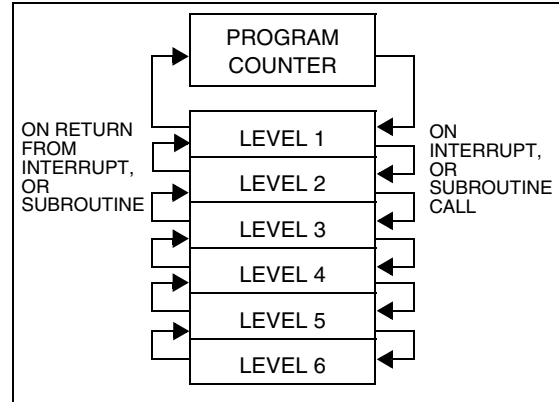 PROGRAM
COUNTER
ON RETURN
FROM
INTERRUPT,
OR
SUBROUTINE
LEVEL 1
LEVEL 2
LEVEL 3
LEVEL 4
LEVEL 5
LEVEL 6
ON
INTERRUPT,
OR
SUBROUTINE
CALL